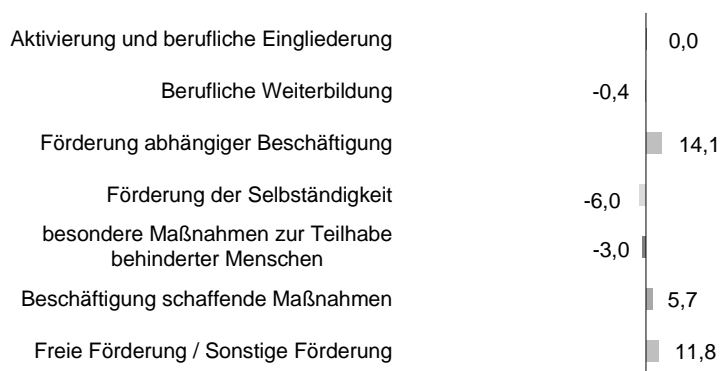 Aktivierung und berufliche Eingliederung 0,0
Berufliche Weiterbildung -0,4
Förderung abhängiger Beschäftigung 14,1
Förderung der Selbständigkeit -6,0
besondere Maßnahmen zur Teilhabe
behinderter Menschen -3,0
Beschäftigung schaffende Maßnahmen 5,7
Freie Förderung / Sonstige Förderung 11,8